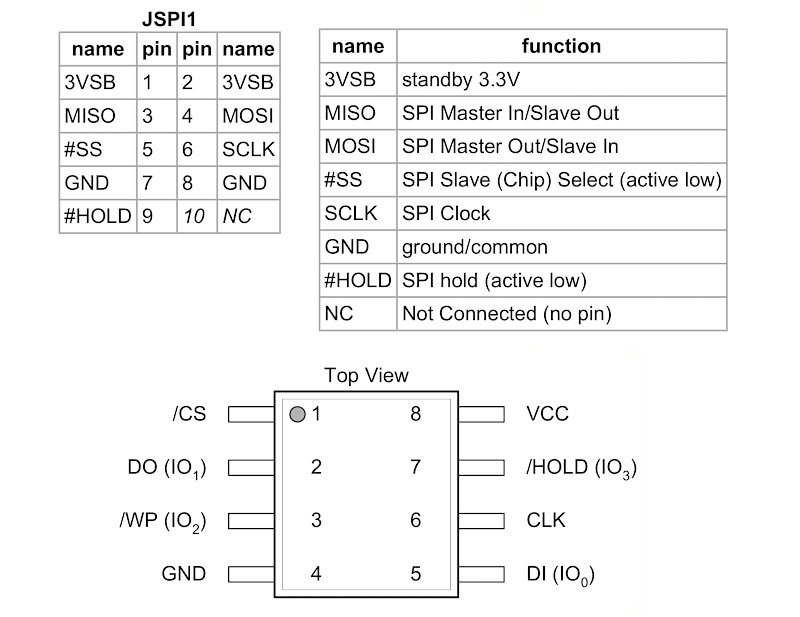 JSPI1
name pin pin name
3VSB 1 2 3VSB
MISO 3 4 MOSI
#SS 5 6 SCLK
GND 7 8 GND
#HOLD 9 10 NC
name function
3VSB standby 3.3V
MISO SPI Master In/Slave Out
MOSI SPI Master Out/Slave In
#SS SPI Slave (Chip) Select (active low)
SCLK SPI Clock
GND ground/common
#HOLD SPI hold (active low)
NC Not Connected (no pin)
Top View
/CS 1 8 VCC
DO (IO1) 2 7 /HOLD (IO3)
/WP (IO2) 3 6 CLK
GND 4 5 DI (IO0)